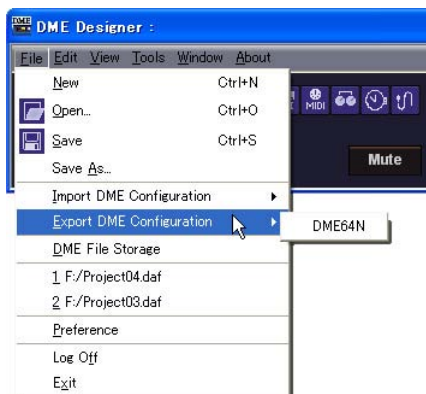 DME Designer :
File Edit View Tools Window About
New Ctrl+N
Open... Ctrl+O
MIDI
Save Ctrl+S
Save As...
Mute
Import DME Configuration
Export DME Configuration
DME64N
DME File Storage
1 F:/Project04.daf
2 F:/Project03.daf
Preference
Log Off
Exit